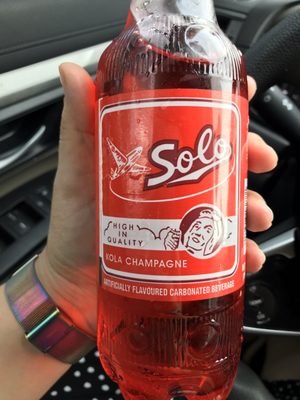 Solo
HIGH
IN
QUALITY
KOLA CHAMPAGNE
ARTIFICIALLY FLAVOURED CARBONATED BEVERAGE